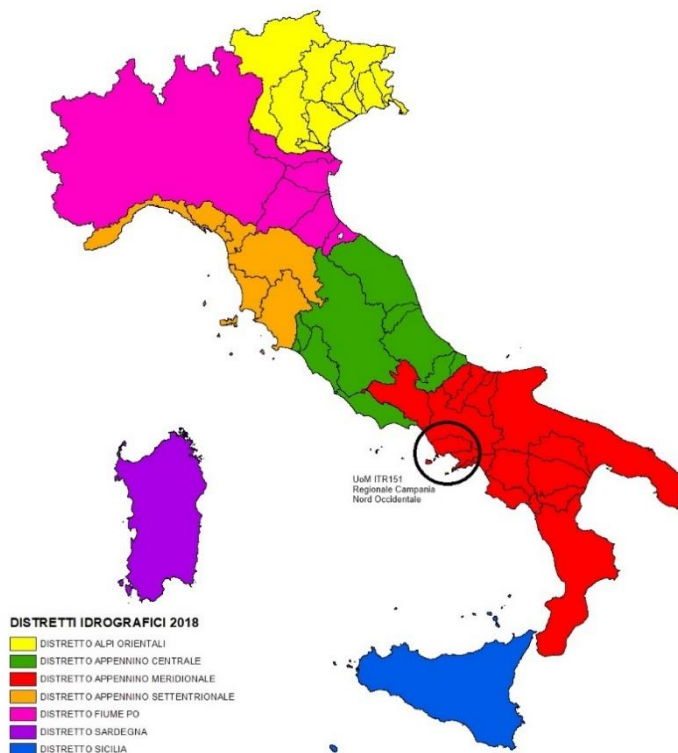 UoM ITR151
Regionale Campania
Nord Occidentale
DISTRETTI IDROGRAFICI 2018
DISTRETTO ALPI ORIENTALI
DISTRETTO APPENNINO CENTRALE
DISTRETTO APPENNINO MERIDIONALE
DISTRETTO APPENNINO SETTENTRIONALE
DISTRETTO FIUME PO
DISTRETTO SARDEGNA
DISTRETTO SICILIA